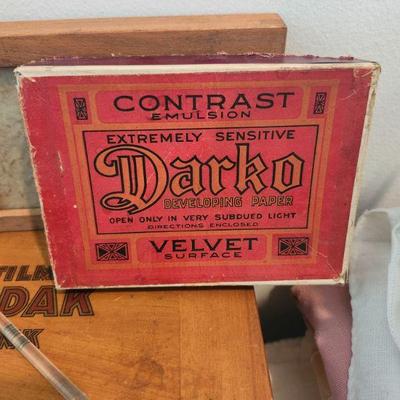 CONTRAST
EMULSION
EXTREMELY SENSITIVE
Darko
DEVELOPING PAPER
OPEN ONLY IN VERY SUBDUED LIGHT
DIRECTIONS ENCLOSED
VELVET
SURFACE